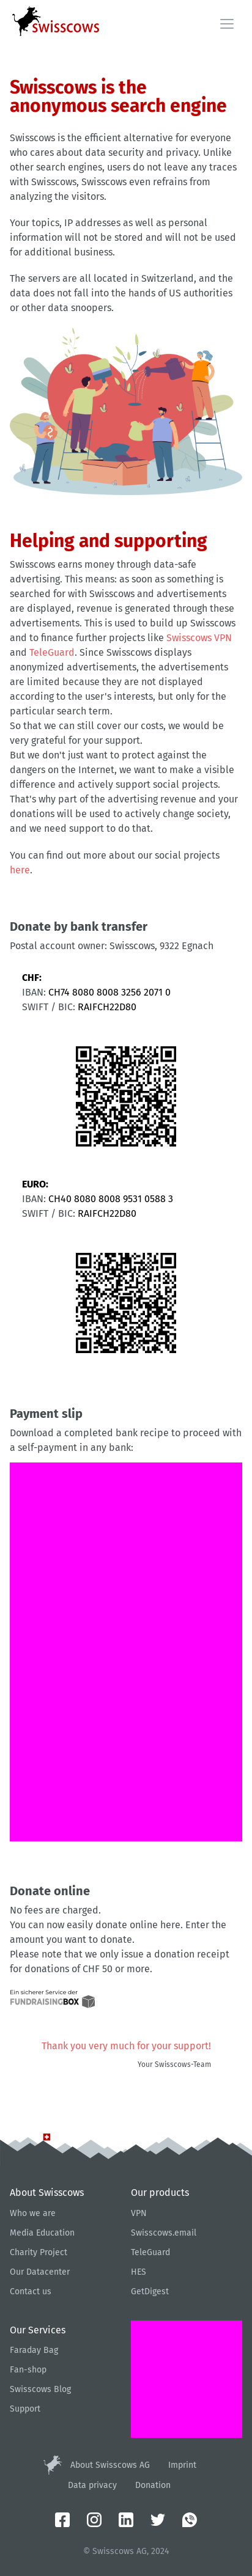 swisscows
Swisscows is the
anonymous search engine
Swisscows is the efficient alternative for everyone
who cares about data security and privacy. Unlike
other search engines, users do not leave any traces
with Swisscows, Swisscows even refrains from
analyzing the visitors.
Your topics, IP addresses as well as personal
information will not be stored and will not be used
for additional business.
The servers are all located in Switzerland, and the
data does not fall into the hands of US authorities
or other data snoopers.
Helping and supporting
Swisscows earns money through data-safe
advertising. This means: as soon as something is
searched for with Swisscows and advertisements
are displayed, revenue is generated through these
advertisements. This is used to build up Swisscows
and to finance further projects like Swisscows VPN
and TeleGuard. Since Swisscows displays
anonymized advertisements, the advertisements
are limited because they are not displayed
according to the user's interests, but only for the
particular search term.
So that we can still cover our costs, we would be
very grateful for your support.
But we don't just want to protect against the
dangers on the Internet, we want to make a visible
difference and actively support social projects.
That's why part of the advertising revenue and your
donations will be used to actively change society,
and we need support to do that.
You can find out more about our social projects
here.
Donate by bank transfer
Postal account owner: Swisscows, 9322 Egnach
CHF:
IBAN: CH74 8080 8008 3256 2071 0
SWIFT / BIC: RAIFCH22D80
EURO:
IBAN: CH40 8080 8008 9531 0588 3
SWIFT / BIC: RAIFCH22D80
Payment slip
Download a completed bank recipe to proceed with
a self-payment in any bank:
Donate online
No fees are charged.
You can now easily donate online here. Enter the
amount you want to donate.
Please note that we only issue a donation receipt
for donations of CHF 50 or more.
Ein sicherer Service der
FUNDRAISINGBOX
Thank you very much for your support!
Your Swisscows-Team
About Swisscows
Who we are
Media Education
Charity Project
Our Datacenter
Contact us
Our products
VPN
Swisscows.email
TeleGuard
HES
GetDigest
Our Services
Faraday Bag
Fan-shop
Swisscows Blog
Support
About Swisscows AG Imprint
Data privacy Donation
© Swisscows AG, 2024